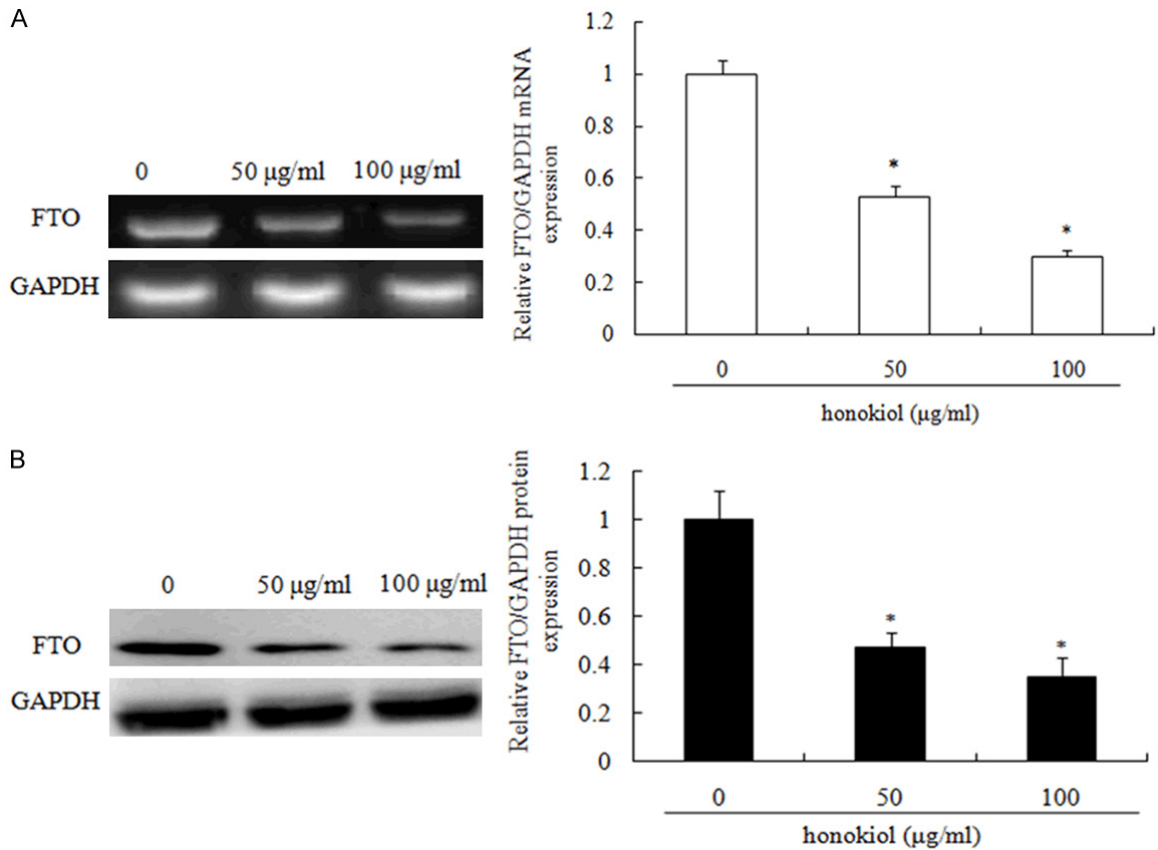 A
0 50 μg/ml 100 μg/ml
FTO
GAPDH
Relative FTO/GAPDH mRNA
expression
1.2
1
0.8
0.6
0.4
0.2
0
*
*
0 50 100
honokiol (μg/ml)
B
0 50 μg/ml 100 μg/ml
FTO
GAPDH
Relative FTO/GAPDH protein
expression
1.2
1
0.8
0.6
0.4
0.2
0
*
*
0 50 100
honokiol (μg/ml)